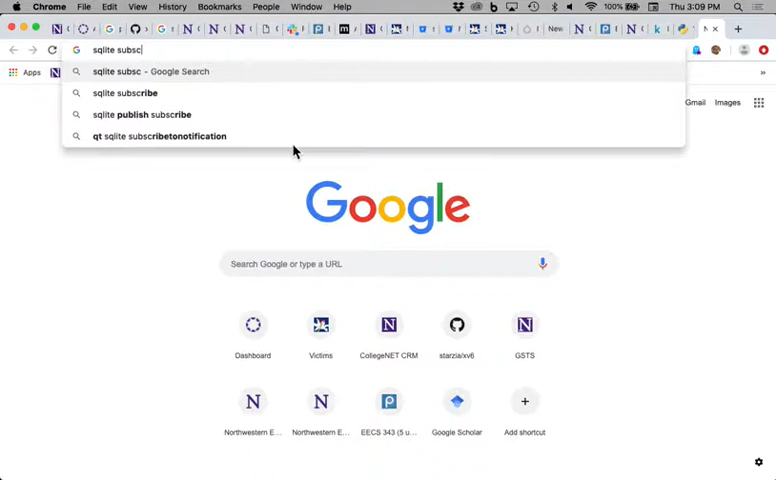 Chrome File Edit View History Bookmarks People Window Help 100% Thu 3:09 PM
New
sqlite subsc
sqlite subsc - Google Search
sqlite subscribe
sqlite publish subscribe
qt sqlite subscribetonotification
Apps
Gmail Images
Google
Search Google or type a URL
Dashboard Victims CollegeNET CRM starzia/xv6 GSTS
Northwestern E... Northwestern E... EECS 343 (5 u... Google Scholar Add shortcut